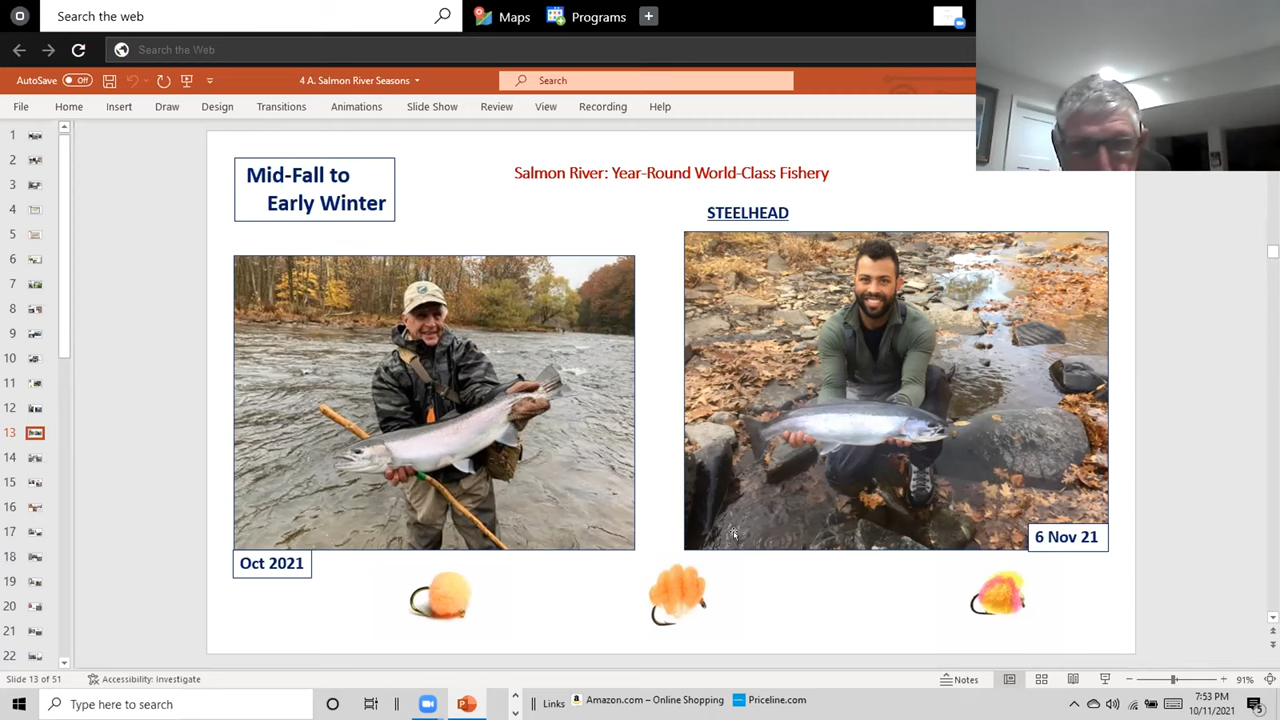 Search the web
Maps
Programs
Search the Web
AutoSave
Off
4 A. Salmon River Seasons
Search
File
Home
Insert
Draw
Design
Transitions
Animations
Slide Show
Review
View
Recording
Help
1
2
3
4
5
6
7
8
9
10
11
12
13
14
15
16
17
18
19
20
21
22
Mid-Fall to
Early Winter
Salmon River: Year-Round World-Class Fishery
STEELHEAD
Oct 2021
6 Nov 21
Slide 13 of 51
Accessibility: Investigate
Notes
91%
Type here to search
Links
Amazon.com – Online Shopping
Priceline.com
7:53 PM
10/11/2021
5